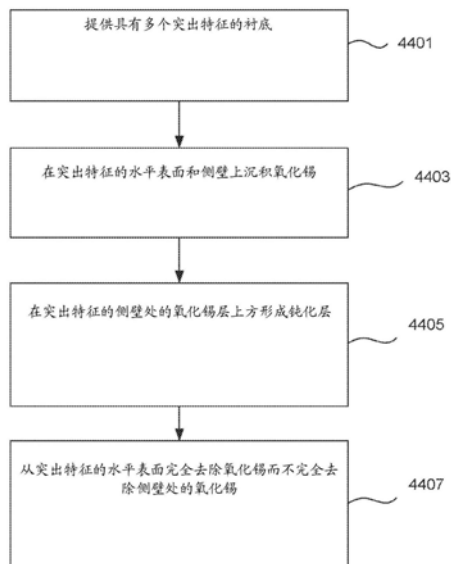 提供具有多个突出特征的衬底
4401
在突出特征的水平表面和侧壁上沉积氧化锡
4403
在突出特征的侧壁处的氧化锡层上方形成钝化层
4405
从突出特征的水平表面完全去除氧化锡而不完全去
除侧壁处的氧化锡
4407